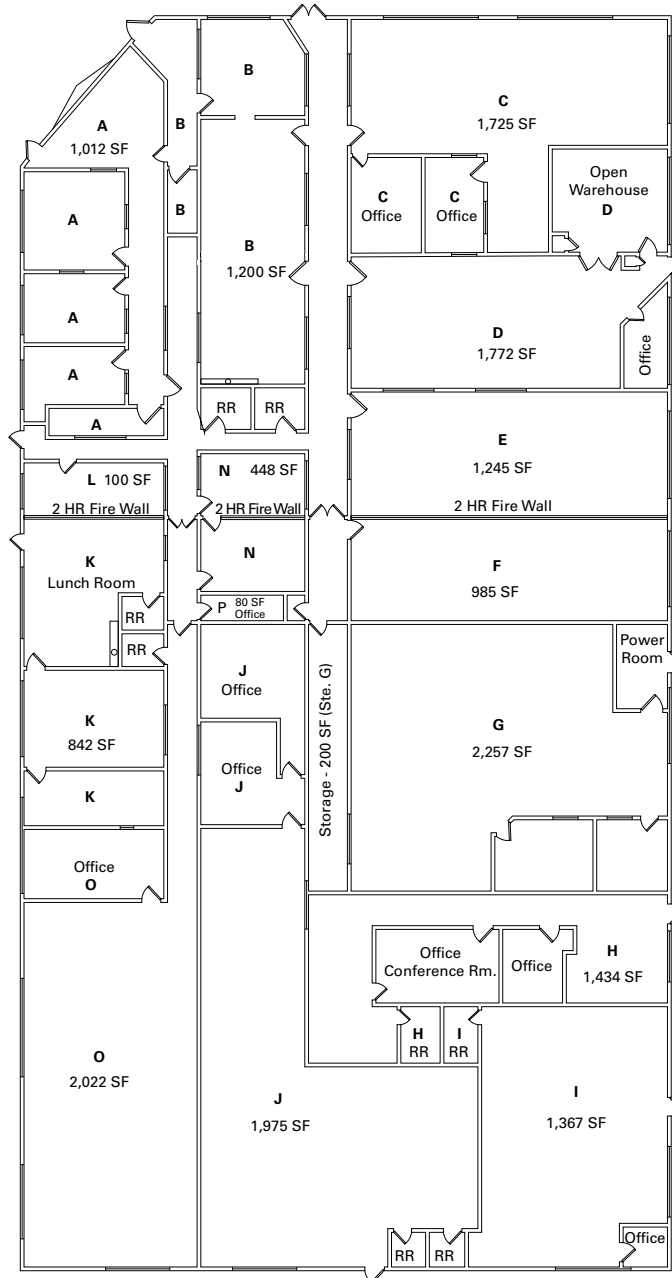 B
C
1,725 SF
A
1,012 SF
B
Open
Warehouse
D
C
Office
C
Office
A
B
B
1,200 SF
A
D
1,772 SF
Office
A
RR
RR
A
E
1,245 SF
L 100 SF
N 448 SF
2 HR Fire Wall
2 HR Fire Wall
2 HR Fire Wall
K
Lunch Room
N
F
985 SF
P 80 SF
Office
RR
RR
Power
Room
J
Office
Storage - 200 SF (Ste. G)
K
842 SF
G
2,257 SF
Office
J
K
Office
O
Office
Conference Rm.
Office
H
1,434 SF
H
RR
I
RR
O
2,022 SF
J
1,975 SF
I
1,367 SF
RR
RR
Office